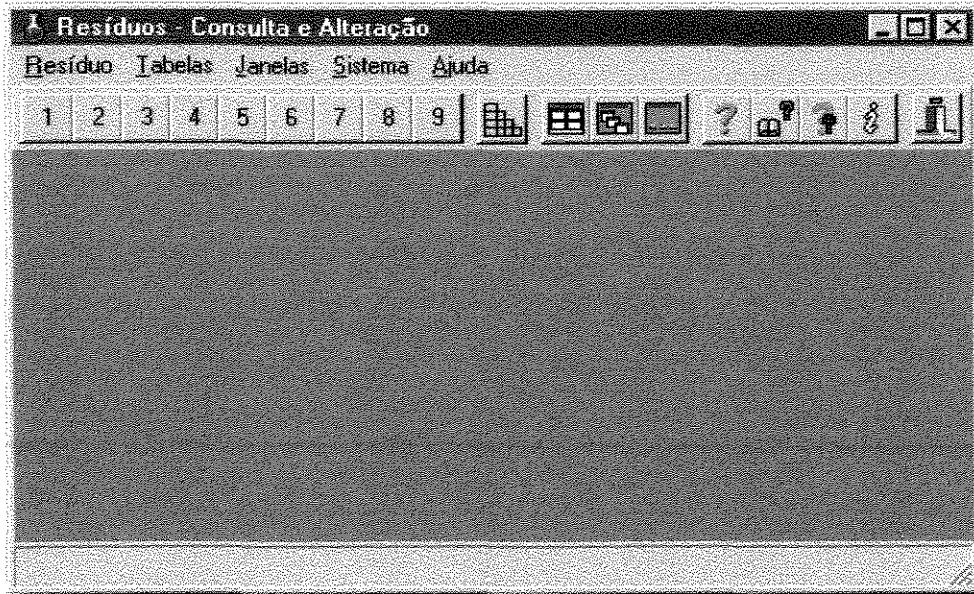 Resíduos - Consulta e Alteração
Resíduo Tabelas Janelas Sistema Ajuda
1 2 3 4 5 6 7 8 9